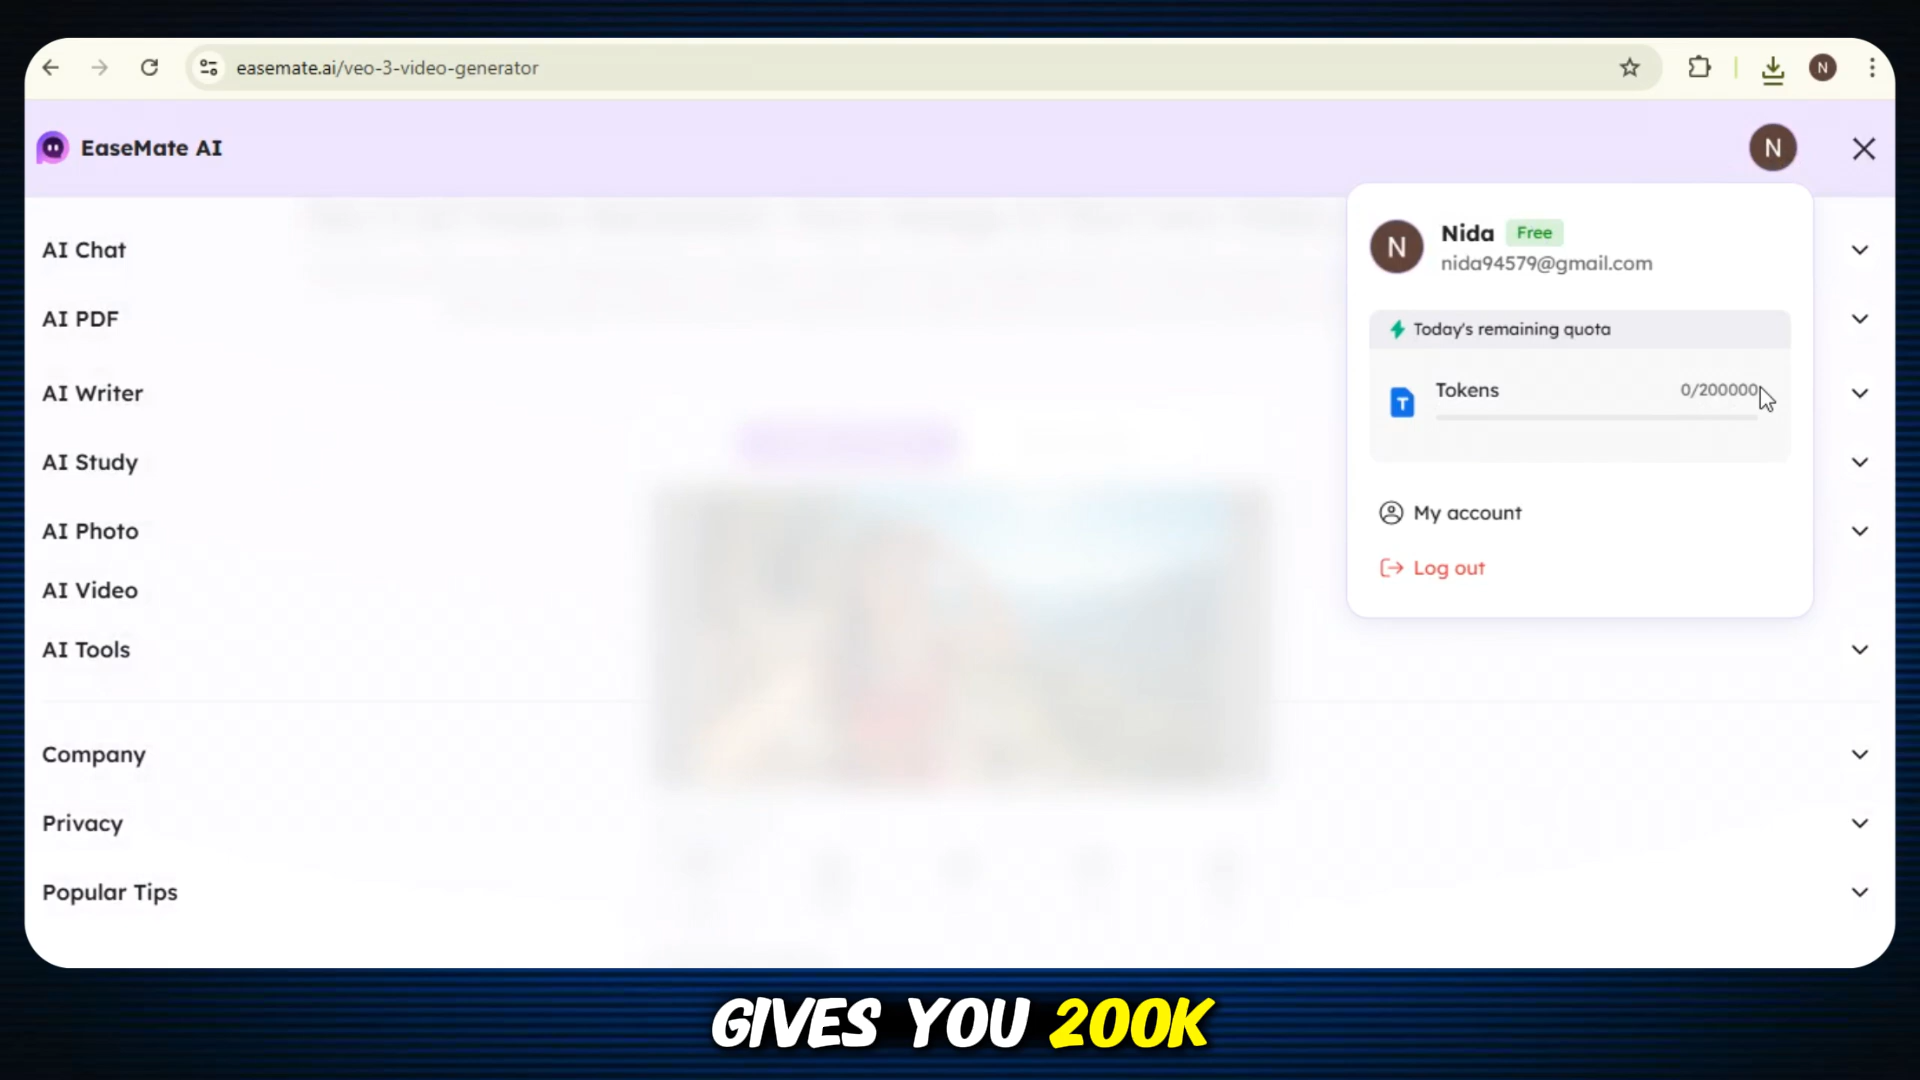 easemate.ai/veo-3-video-generator
N
EaseMate AI
N
AI Chat
AI PDF
AI Writer
AI Study
AI Photo
AI Video
AI Tools
Company
Privacy
Popular Tips
N
Nida Free
nida94579@gmail.com
Today's remaining quota
T
Tokens 0/200000
My account
Log out
GIVES YOU 200K